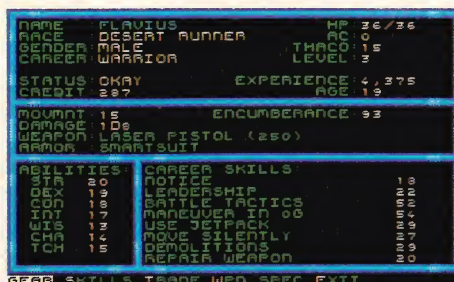 NAME : FLAVIUS HP : 36/36
RACE : DESERT RUNNER AC : 0
GENDER: MALE THACO: 15
CAREER: WARRIOR LEVEL: 3
STATUS: OKAY EXPERIENCE: 4,375
CREDIT: 287 AGE: 19
MOVMNT: 15 ENCUMBERANCE: 93
DAMAGE: 1D8
WEAPON: LASER PISTOL (250)
ARMOR : SMARTSUIT
ABILITIES:
STR 20
DEX 19
CON 18
INT 17
WIS 13
CHA 14
TCH 15
CAREER SKILLS:
NOTICE 18
LEADERSHIP 22
BATTLE TACTICS 52
MANEUVER IN 0G 54
USE JETPACK 29
MOVE SILENTLY 27
DEMOLITIONS 29
REPAIR WEAPON 20
GEAR SKILLS TRADE WPN SPEC EXIT